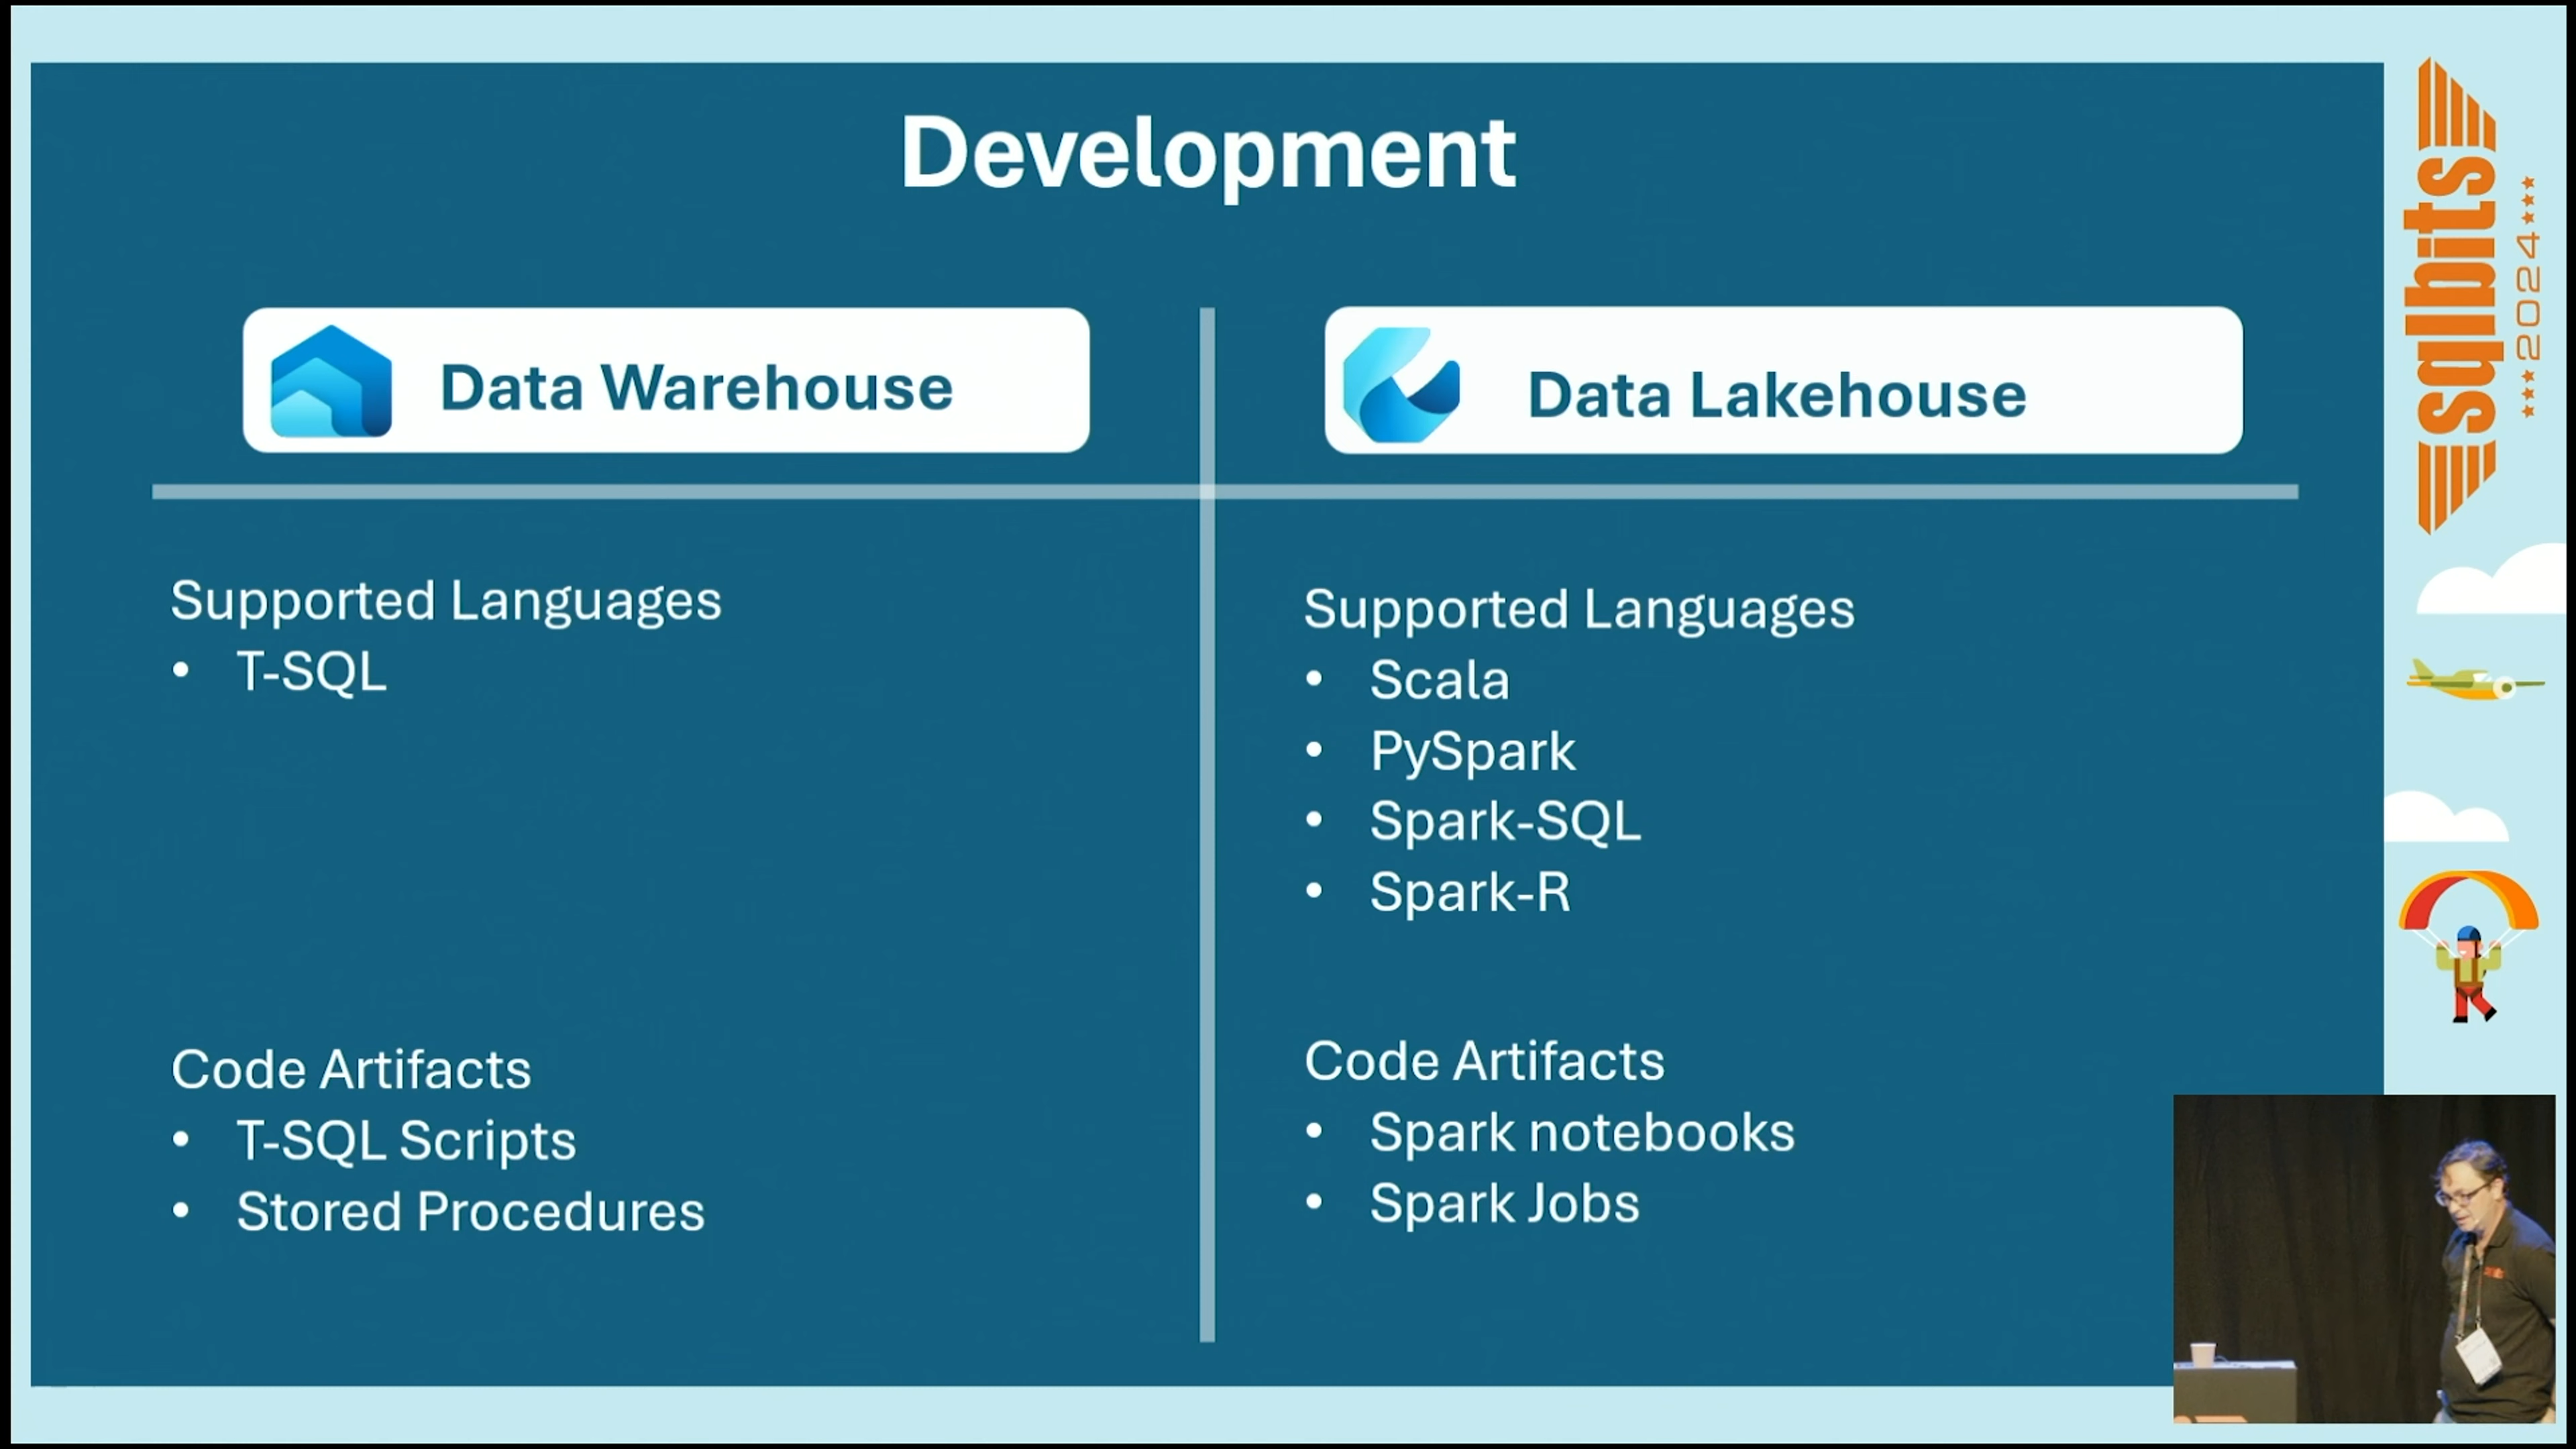 Development
Data Warehouse
Data Lakehouse
Supported Languages
• T-SQL
Code Artifacts
• T-SQL Scripts
• Stored Procedures
Supported Languages
• Scala
• PySpark
• Spark-SQL
• Spark-R
Code Artifacts
• Spark notebooks
• Spark Jobs
sqlbits
2024